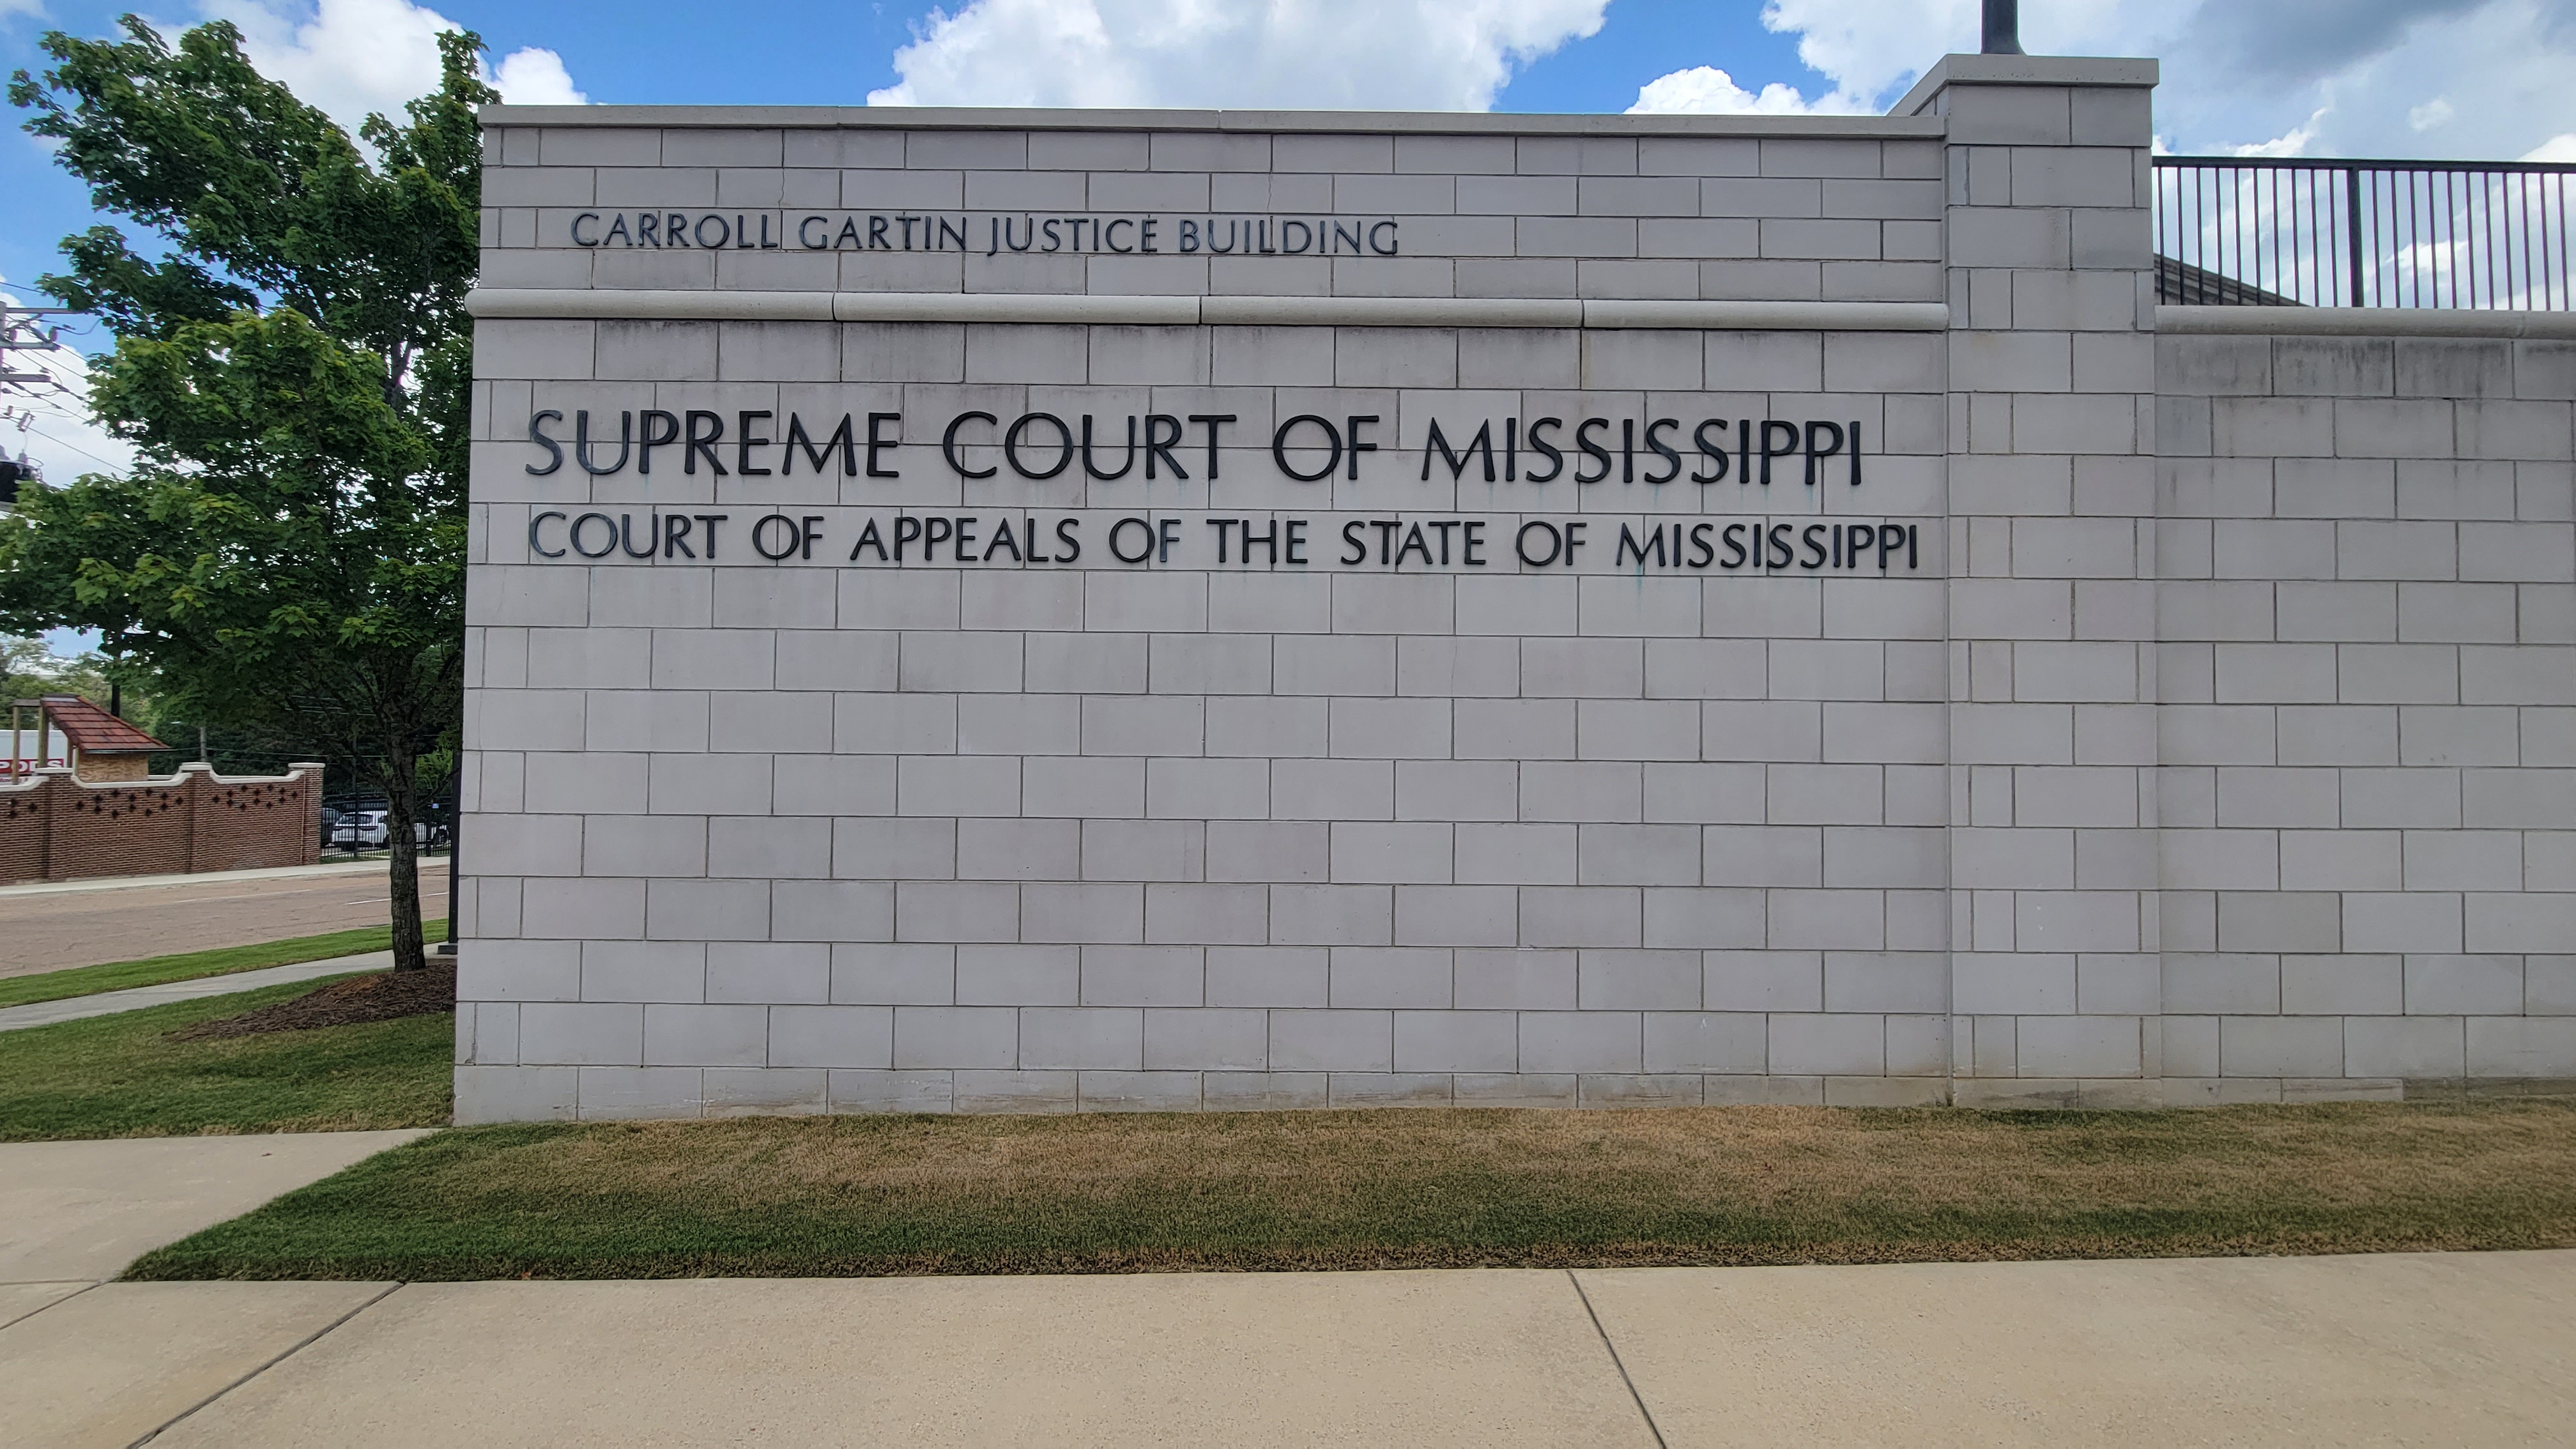 CARROLL GARTIN JUSTICE BUILDING
SUPREME COURT OF MISSISSIPPI
COURT OF APPEALS OF THE STATE OF MISSISSIPPI